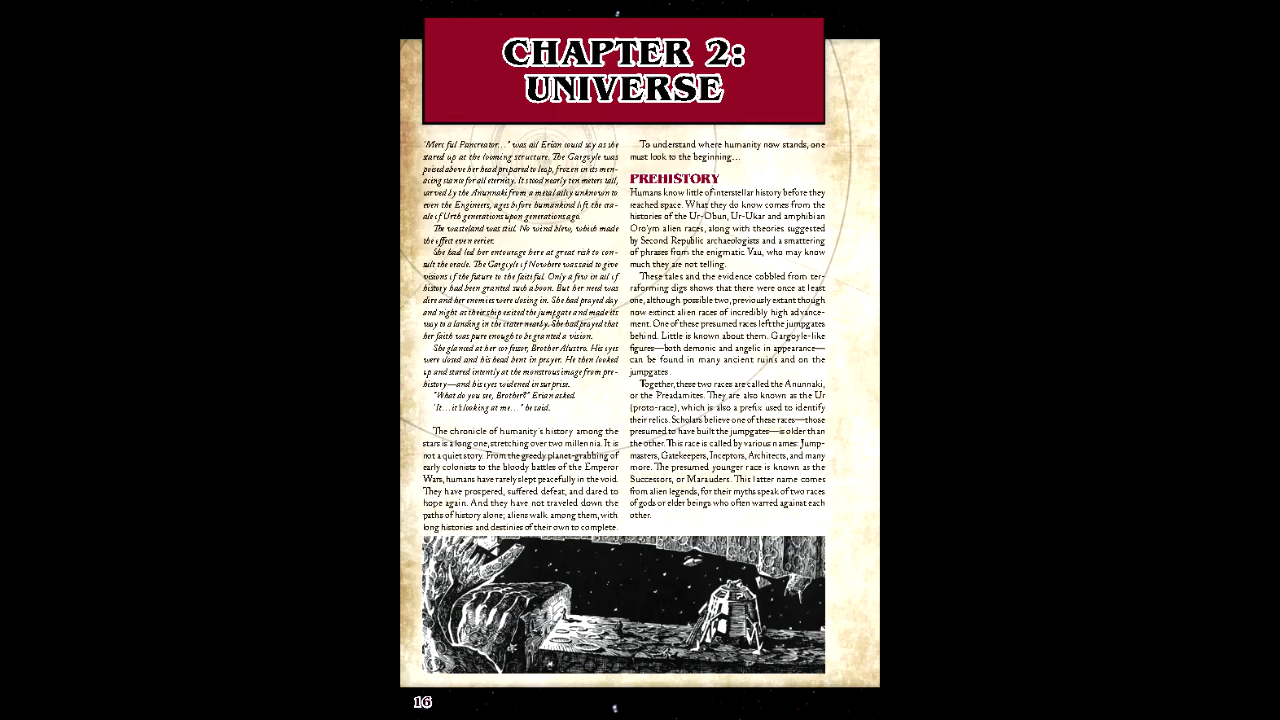 CHAPTER 2:
UNIVERSE
"Merciful Pancreator..." was all Erian could say as she
stared up at the looming structure. The Gargoyle was
poised above her head prepared to leap, frozen in its men-
acing stance for all eternity. It stood nearly ten meters tall,
carved by the Anunnaki from a metal alloy unknown to
even the Engineers, ages before humankind left the cra-
dle of Urth generations upon generations ago.
The wasteland was still. No wind blew, which made
the effect even eerier.
She had led her entourage here at great risk to con-
sult the oracle. The Gargoyle of Nowhere was said to give
visions of the future to the faithful. Only a few in all of
history had been granted such a boon. But her need was
dire and her enemies were closing in. She had prayed day
and night as their ship exited the jumpgate and made its
way to a landing in the crater nearby. She had prayed that
her faith was pure enough to be granted a vision.
She glanced at her confessor, Brother Alustro. His eyes
were closed and his head bent in prayer. He then looked
up and stared intently at the monstrous image from pre-
history—and his eyes widened in surprise.
"What do you see, Brother?" Erian asked.
"It...it's looking at me..." he said.
The chronicle of humanity's history among the
stars is a long one, stretching over two millennia. It is
not a quiet story. From the greedy planet-grabbing of
early colonists to the bloody battles of the Emperor
Wars, humans have rarely slept peacefully in the void.
They have prospered, suffered defeat, and dared to
hope again. And they have not traveled down the
paths of history alone; aliens walk among them, with
long histories and destinies of their own to complete.
To understand where humanity now stands, one
must look to the beginning...
PREHISTORY
Humans know little of interstellar history before they
reached space. What they do know comes from the
histories of the Ur-Obun, Ur-Ukar and amphibian
Oro'ym alien races, along with theories suggested
by Second Republic archaeologists and a smattering
of phrases from the enigmatic Vau, who may know
much they are not telling.
These tales and the evidence cobbled from ter-
raforming digs shows that there were once at least
one, although possible two, previously extant though
now extinct alien races of incredibly high advance-
ment. One of these presumed races left the jumpgates
behind. Little is known about them. Gargoyle-like
figures—both demonic and angelic in appearance—
can be found in many ancient ruins and on the
jumpgates.
Together, these two races are called the Anunnaki,
or the Preadamites. They are also known as the Ur
(proto-race), which is also a prefix used to identify
their relics. Scholars believe one of these races—those
presumed to have built the jumpgates—is older than
the other. This race is called by various names: Jump-
masters, Gatekeepers, Inceptors, Architects, and many
more. The presumed younger race is known as the
Successors, or Marauders. This latter name comes
from alien legends, for their myths speak of two races
of gods or elder beings who often warred against each
other.
16